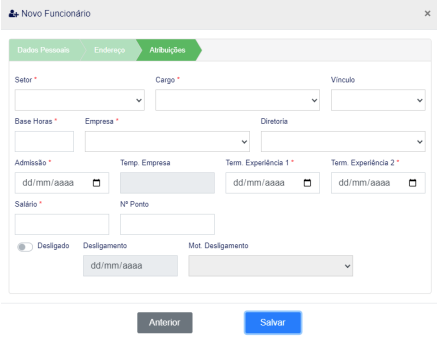 Novo Funcionário ×
Dados Pessoais Endereço Atribuições
Setor * Cargo * Vínculo
Base Horas * Empresa * Diretoria
Admissão * Temp. Empresa Term. Experiência 1 * Term. Experiência 2 *
dd/mm/aaaa dd/mm/aaaa dd/mm/aaaa
Salário * Nº Ponto
Desligado Desligamento Mot. Desligamento
dd/mm/aaaa
Anterior Salvar